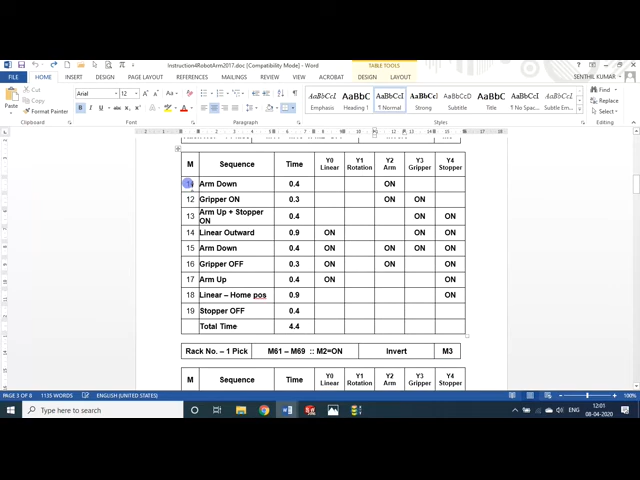 Instruction4RobotArm2017.doc [Compatibility Mode] - Word
TABLE TOOLS
FILE HOME INSERT DESIGN PAGE LAYOUT REFERENCES MAILINGS REVIEW VIEW ACROBAT DESIGN LAYOUT
SENTHIL KUMAR
Paste
Cut
Copy
Format Painter
Clipboard
Arial 12
Font
Paragraph
AaBbCcI Emphasis
AaBbC Heading 1
AaBbCcI ¶ Normal
AaBbCc Strong
AaBbCcD Subtitle
AaBbC Title
AaBbCcI ¶ No Spac...
AaBbCcD Subtle Em...
Styles
Find
Replace
Select
Editing
M Sequence Time Y0 Linear Y1 Rotation Y2 Arm Y3 Gripper Y4 Stopper
11 Arm Down 0.4 ON
12 Gripper ON 0.3 ON ON
13 Arm Up + Stopper ON 0.4 ON ON
14 Linear Outward 0.9 ON ON ON
15 Arm Down 0.4 ON ON ON ON
16 Gripper OFF 0.3 ON ON ON
17 Arm Up 0.4 ON ON
18 Linear – Home pos 0.9 ON
19 Stopper OFF 0.4
Total Time 4.4
Rack No. – 1 Pick M61 – M69 :: M2=ON Invert M3
M Sequence Time Y0 Linear Y1 Rotation Y2 Arm Y3 Gripper Y4 Stopper
PAGE 3 OF 8 1135 WORDS ENGLISH (UNITED STATES) 100%
Type here to search
ENG
12:01
08-04-2020